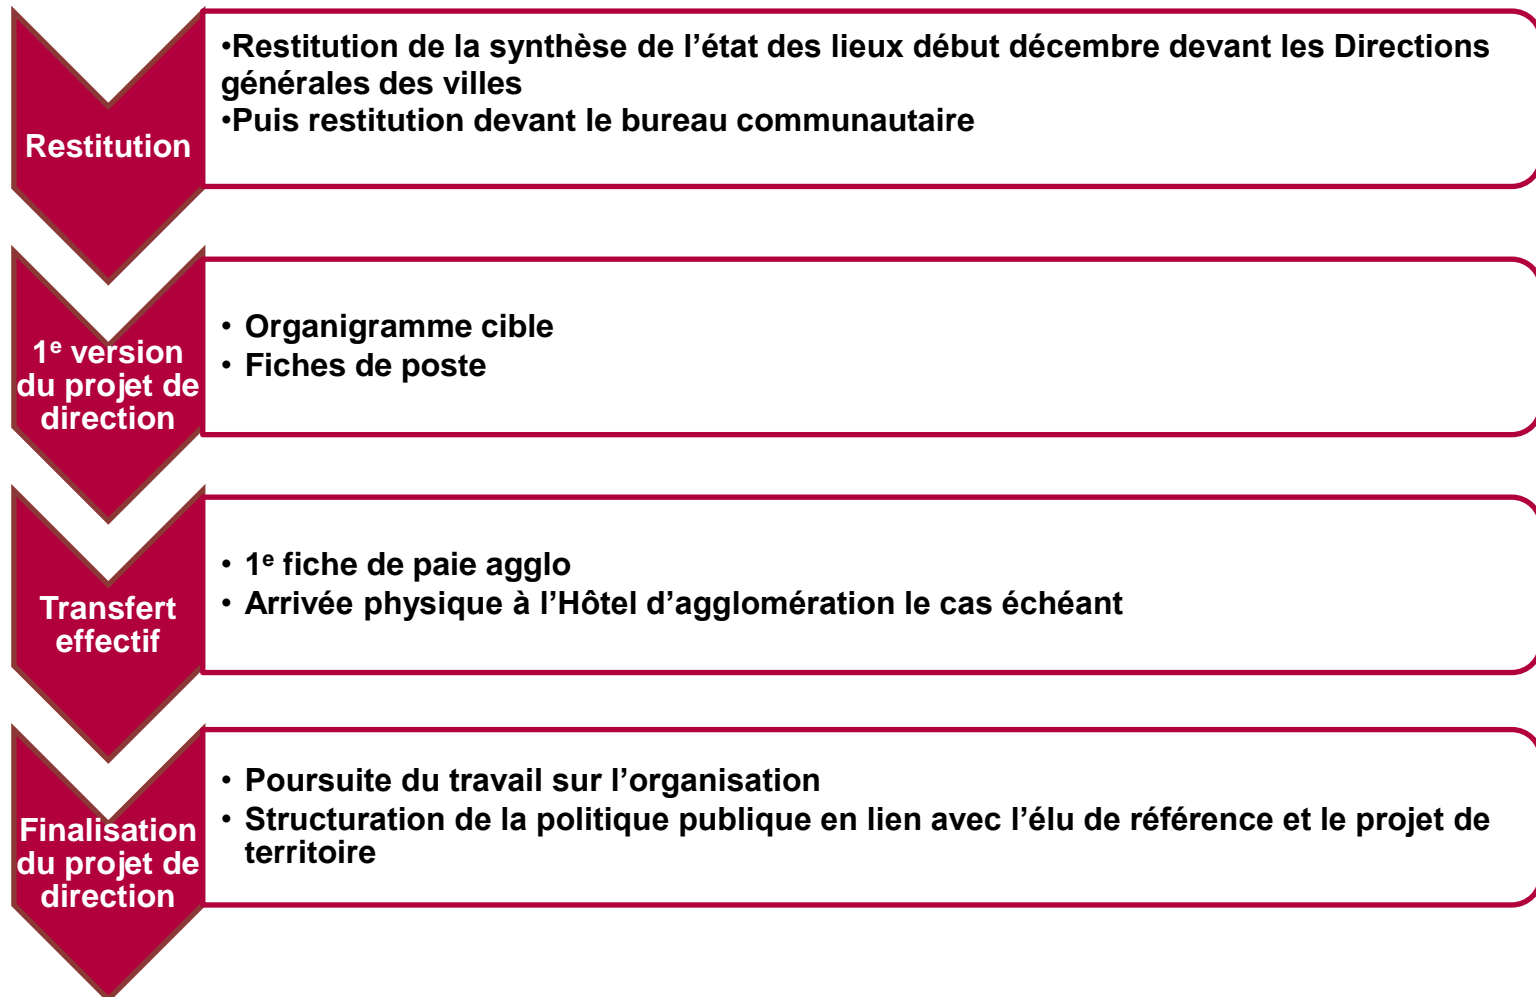 Restitution
•Restitution de la synthèse de l’état des lieux début décembre devant les Directions
générales des villes
•Puis restitution devant le bureau communautaire
1e version
du projet de
direction
• Organigramme cible
• Fiches de poste
Transfert
effectif
• 1e fiche de paie agglo
• Arrivée physique à l’Hôtel d’agglomération le cas échéant
Finalisation
du projet de
direction
• Poursuite du travail sur l’organisation
• Structuration de la politique publique en lien avec l’élu de référence et le projet de
territoire